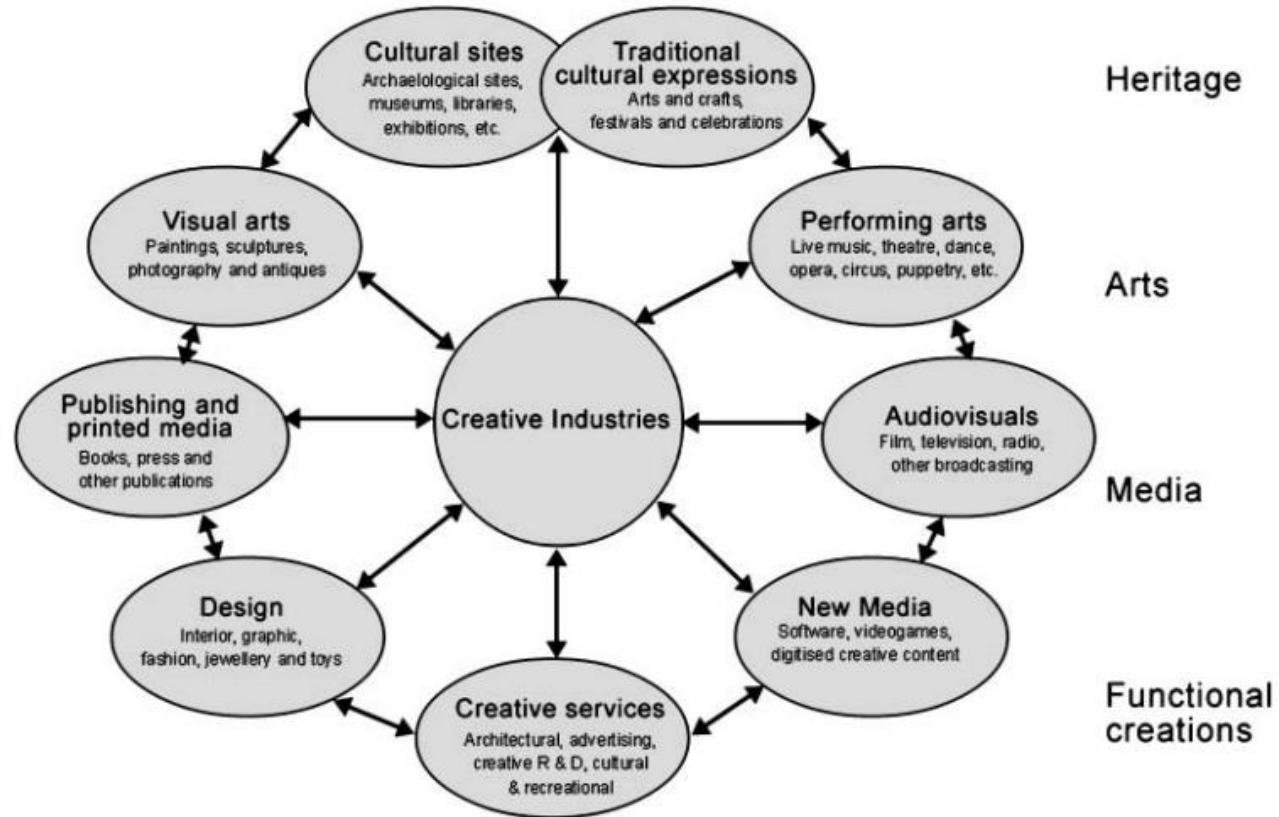 Cultural sites
Archaelological sites,
museums, libraries,
exhibitions, etc.
Traditional
cultural expressions
Arts and crafts,
festivals and celebrations
Heritage
Visual arts
Paintings, sculptures,
photography and antiques
Performing arts
Live music, theatre, dance,
opera, circus, puppetry, etc.
Arts
Publishing and
printed media
Books, press and
other publications
Creative Industries
Audiovisuals
Film, television, radio,
other broadcasting
Media
Design
Interior, graphic,
fashion, jewellery and toys
New Media
Software, videogames,
digitised creative content
Creative services
Architectural, advertising,
creative R & D, cultural
& recreational
Functional
creations